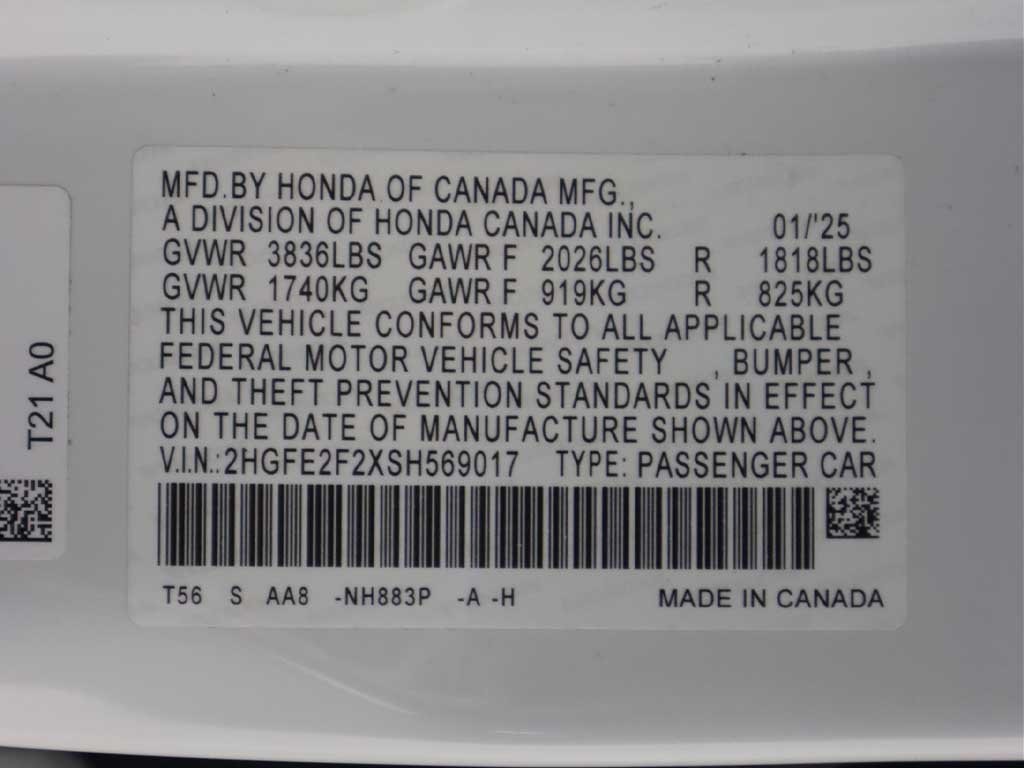 MFD.BY HONDA OF CANADA MFG.,
A DIVISION OF HONDA CANADA INC. 01/'25
GVWR 3836LBS GAWR F 2026LBS R 1818LBS
GVWR 1740KG GAWR F 919KG R 825KG
THIS VEHICLE CONFORMS TO ALL APPLICABLE
FEDERAL MOTOR VEHICLE SAFETY , BUMPER ,
AND THEFT PREVENTION STANDARDS IN EFFECT
ON THE DATE OF MANUFACTURE SHOWN ABOVE.
V.I.N.:2HGFE2F2XSH569017 TYPE: PASSENGER CAR
T56 S AA8 -NH883P -A -H MADE IN CANADA
T21 A0